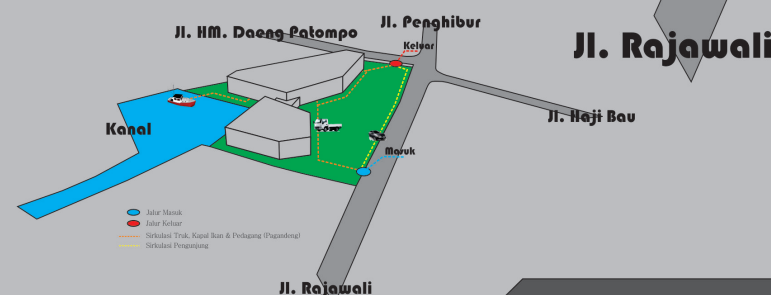 Jl. HM. Daeng Patompo
Jl. Penghibur
Keluar
Jl. Rajawali
Jl. Haji Bau
Kanal
Masuk
Jalur Masuk
Jalur Keluar
Sirkulasi Truk, Kapal Ikan & Pedagang (Pagandeng)
Sirkulasi Pengunjung
Jl. Rajawali